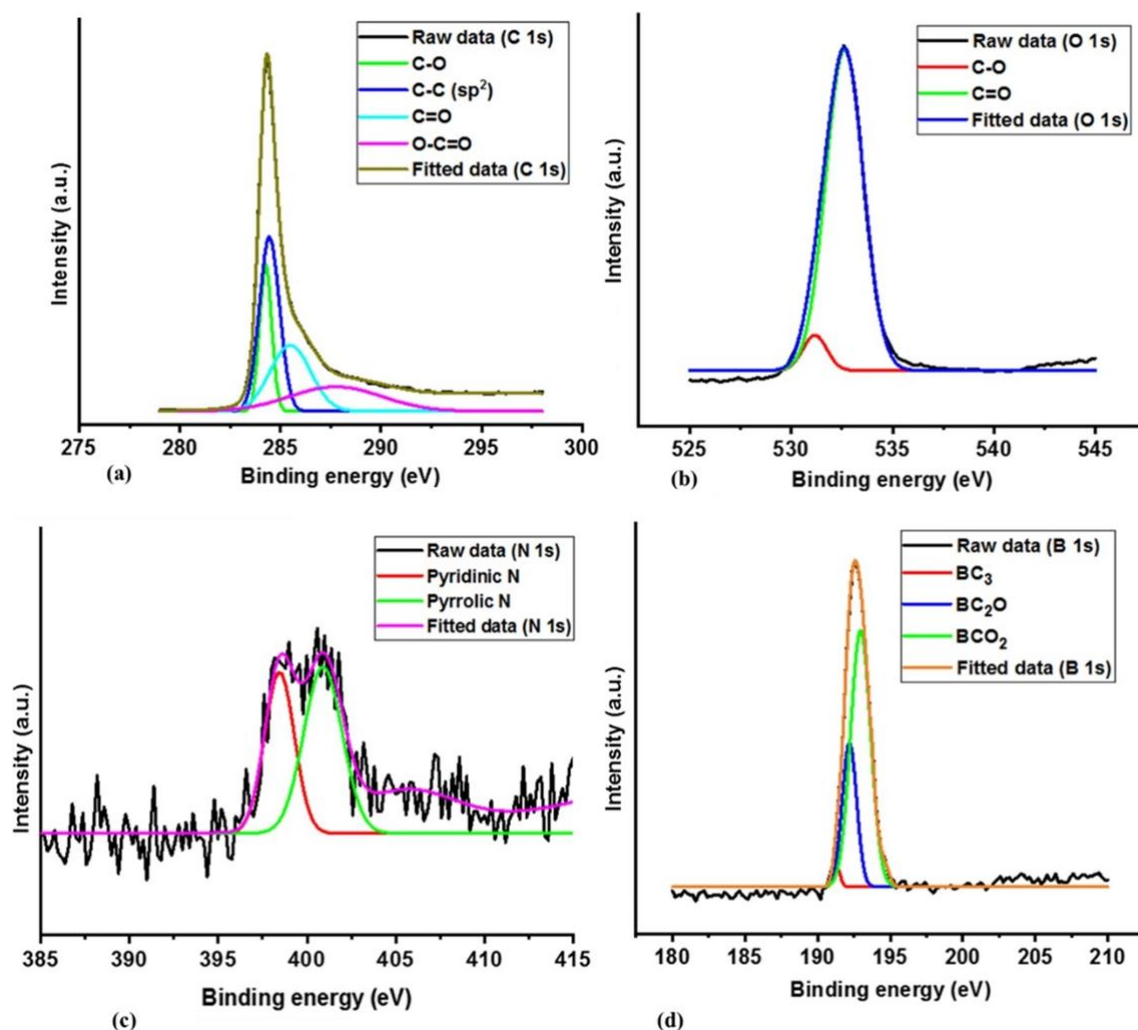 Raw data (C 1s)
C-O
C-C (sp²)
C=O
O-C=O
Fitted data (C 1s)
Intensity (a.u.)
275 280 285 290 295 300
Binding energy (eV)
(a)
Raw data (O 1s)
C-O
C=O
Fitted data (O 1s)
Intensity (a.u.)
525 530 535 540 545
Binding energy (eV)
(b)
Raw data (N 1s)
Pyridinic N
Pyrrolic N
Fitted data (N 1s)
Intensity (a.u.)
385 390 395 400 405 410 415
Binding energy (eV)
(c)
Raw data (B 1s)
BC₃
BC₂O
BCO₂
Fitted data (B 1s)
Intensity (a.u.)
180 185 190 195 200 205 210
Binding energy (eV)
(d)